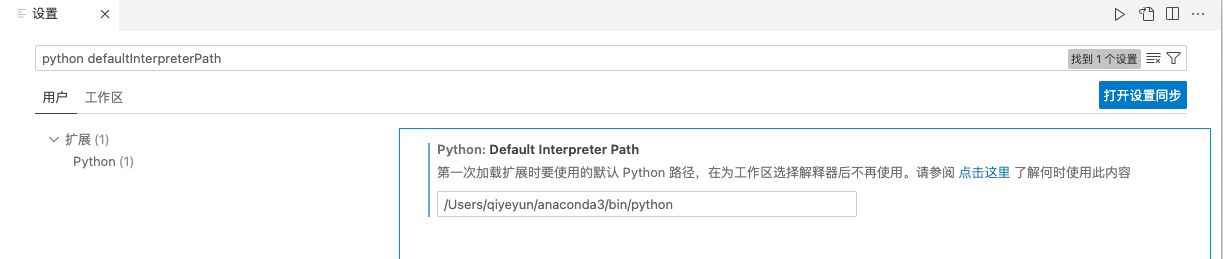 设置
python defaultInterpreterPath
找到 1 个设置
用户 工作区
打开设置同步
扩展 (1)
Python (1)
Python: Default Interpreter Path
第一次加载扩展时要使用的默认 Python 路径，在为工作区选择解释器后不再使用。请参阅 点击这里 了解何时使用此内容
/Users/qiyeyun/anaconda3/bin/python